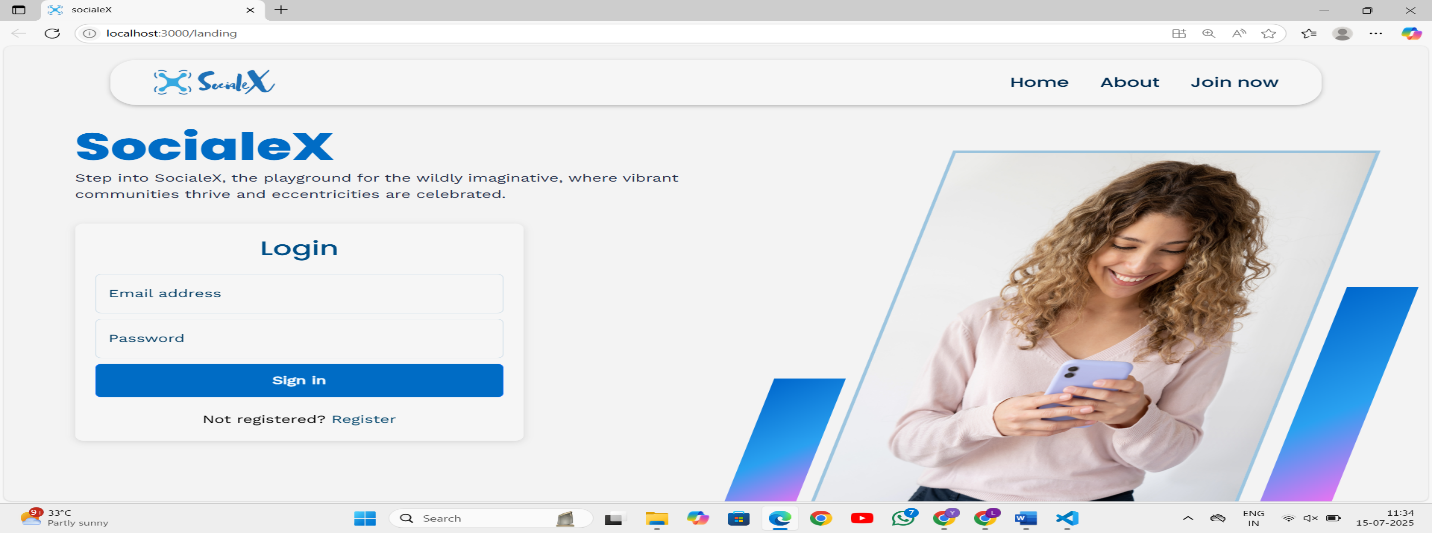 socialeX
localhost:3000/landing
SocialeX
Home About Join now
SocialeX
Step into SocialeX, the playground for the wildly imaginative, where vibrant
communities thrive and eccentricities are celebrated.
Login
Email address
Password
Sign in
Not registered? Register
9+
33°C
Partly sunny
Search
7
Y
L
ENG
IN
11:34
15-07-2025